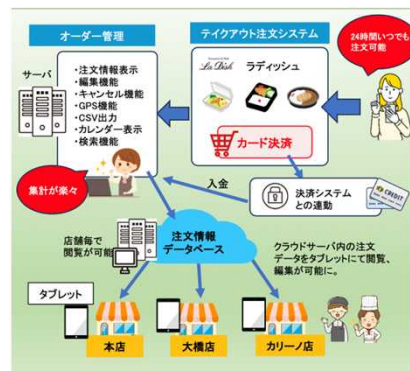 オーダー管理
テイクアウト注文システム
24時間いつでも
注文可能
サーバ
・注文情報表示
・編集機能
・キャンセル機能
・GPS機能
・CSV出力
・カレンダー表示
・検索機能
La Dish
ラディッシュ
カード決済
集計が楽々
入金
決済システム
との連動
CREDIT
店舗毎で
閲覧が可能
注文情報
データベース
クラウドサーバ内の注文
データをタブレットにて閲覧、
編集が可能に。
タブレット
本店
大橋店
カリーノ店